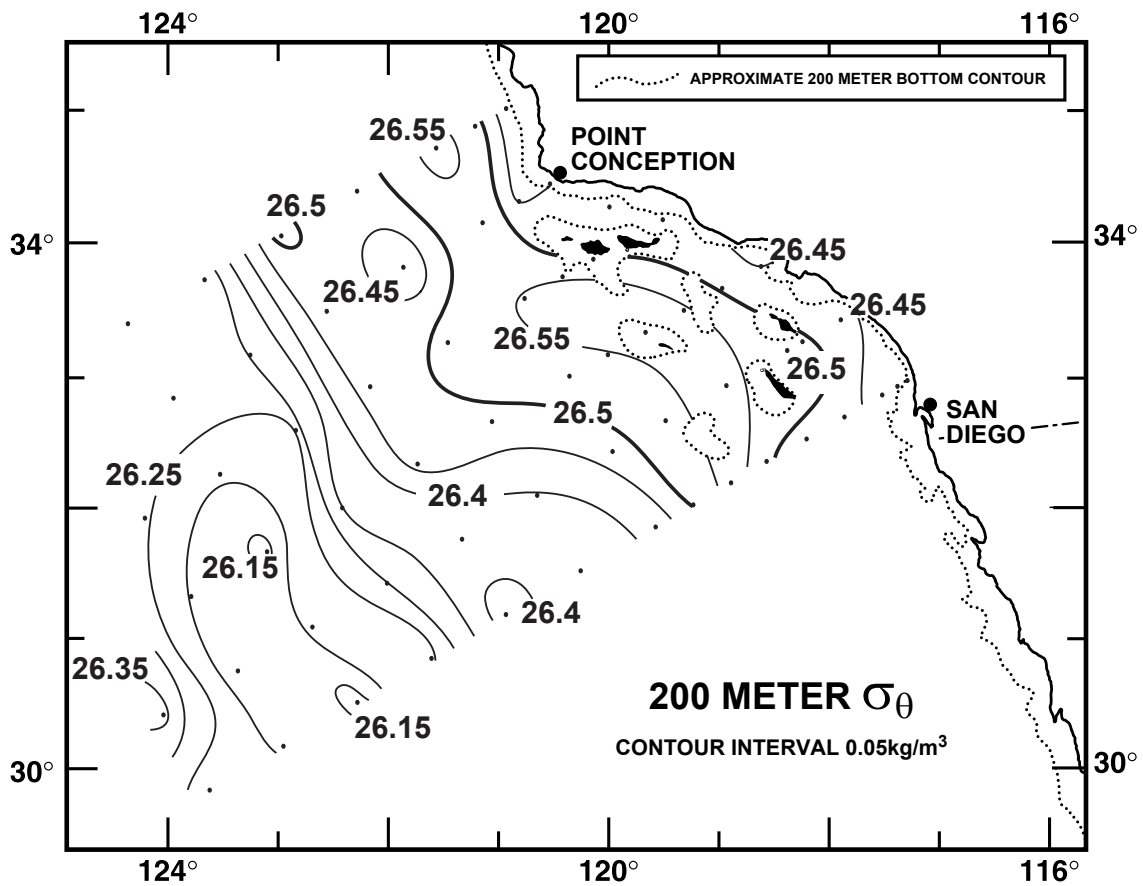 124° 120° 116°
APPROXIMATE 200 METER BOTTOM CONTOUR
26.55
POINT
CONCEPTION
26.5
34° 34°
26.45
26.45
26.45
26.55
26.5
26.5
SAN
DIEGO
26.25
26.4
26.15
26.4
26.35
26.15
200 METER σθ
CONTOUR INTERVAL 0.05kg/m³
30° 30°
124° 120° 116°